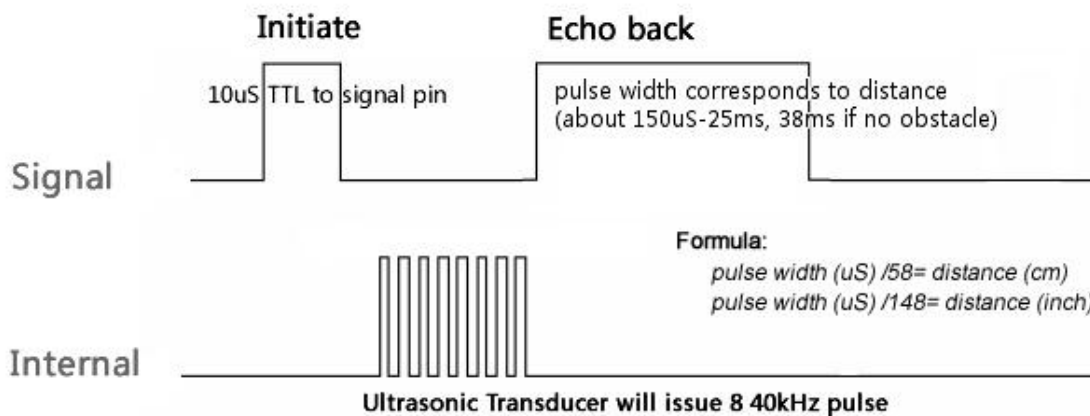 Initiate
Echo back
10uS TTL to signal pin
pulse width corresponds to distance
(about 150uS-25ms, 38ms if no obstacle)
Signal
Formula:
pulse width (uS) /58= distance (cm)
pulse width (uS) /148= distance (inch)
Internal
Ultrasonic Transducer will issue 8 40kHz pulse